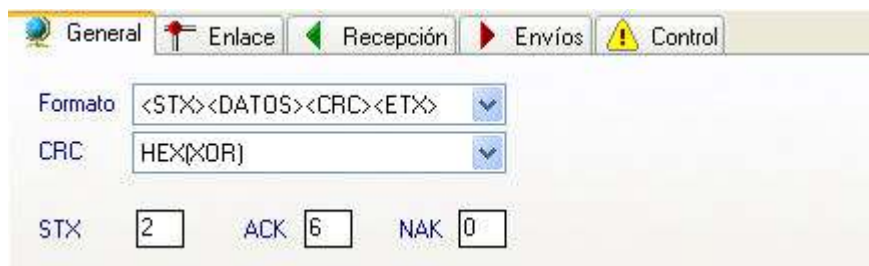 General Enlace Recepción Envíos Control
Formato <STX><DATOS><CRC><ETX>
CRC HEX(XOR)
STX 2 ACK 6 NAK 0